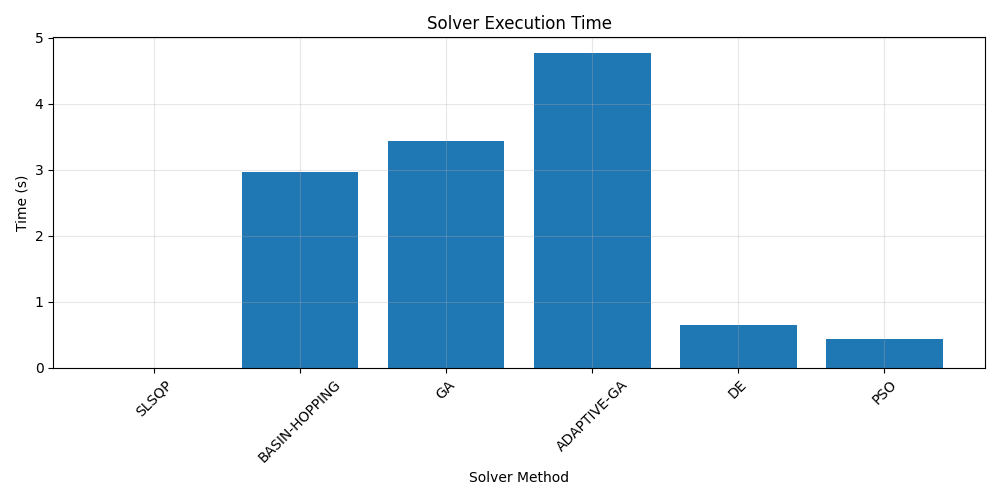 Solver Execution Time
Time (s)
5
4
3
2
1
0
SLSQP
BASIN-HOPPING
GA
ADAPTIVE-GA
DE
PSO
Solver Method